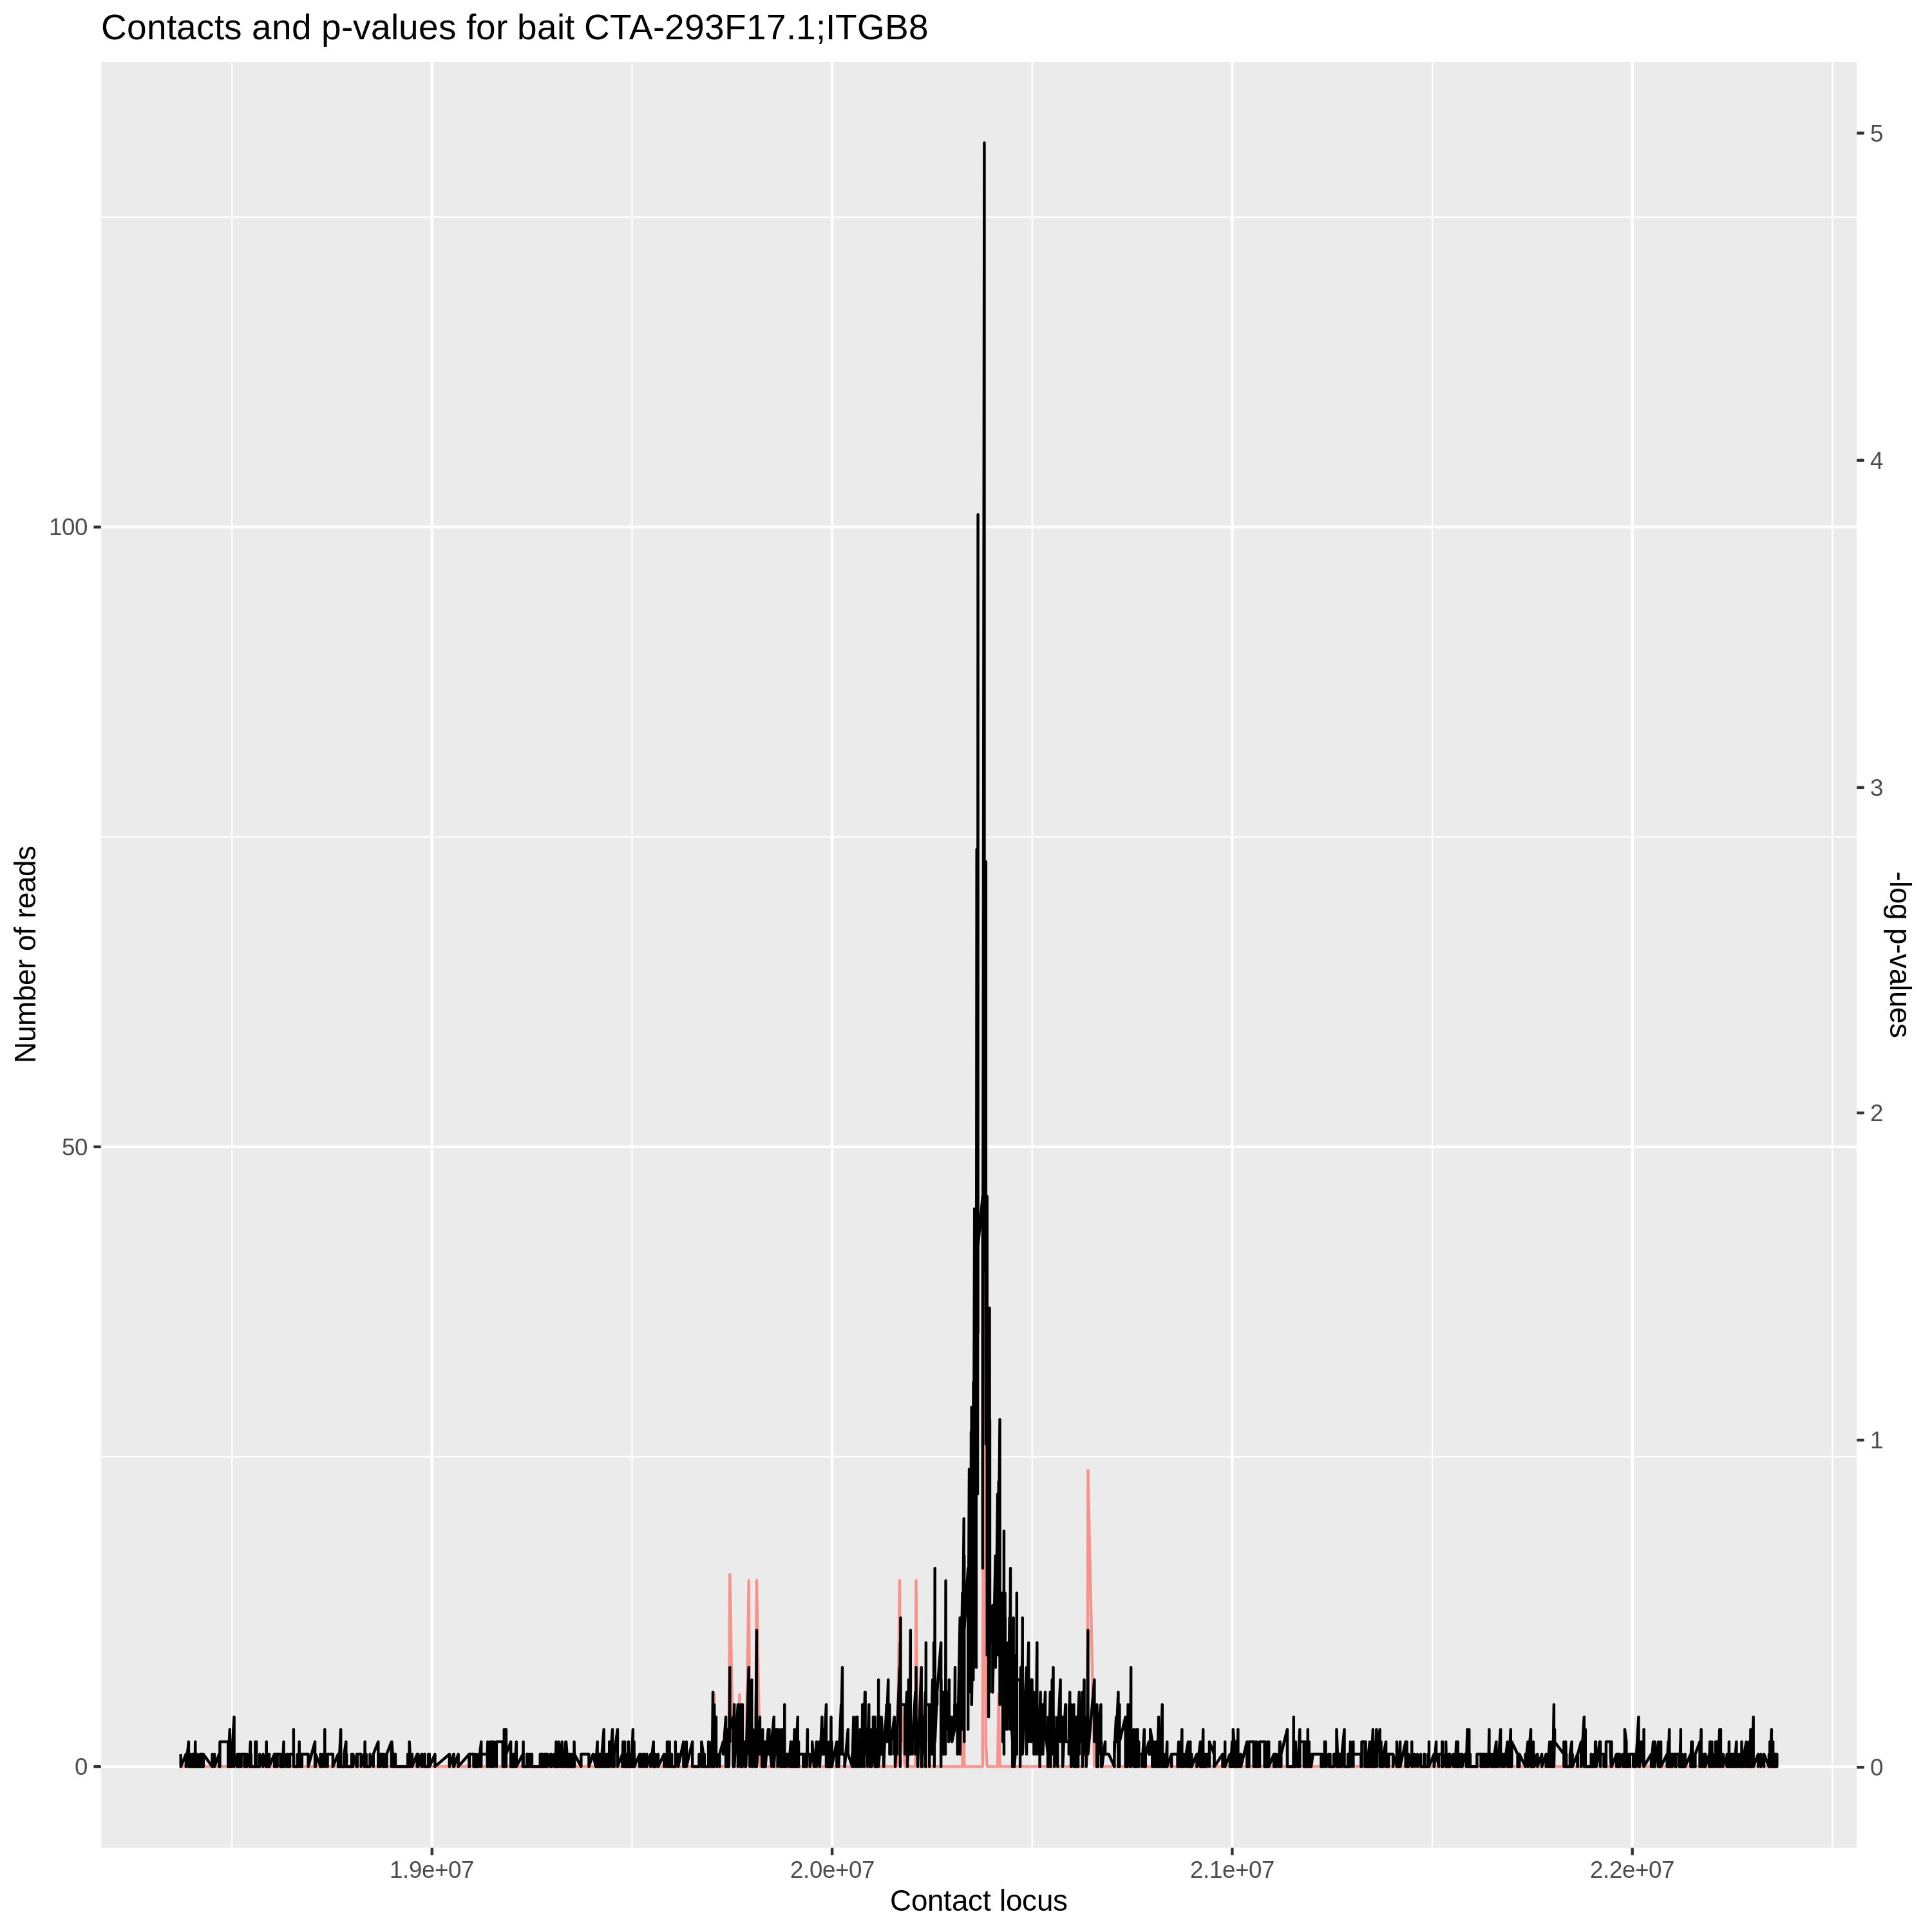 Contacts and p-values for bait CTA-293F17.1;ITGB8
5
4
100
3
Number of reads
-log p-values
2
50
1
0
0
1.9e+07 2.0e+07 2.1e+07 2.2e+07
Contact locus